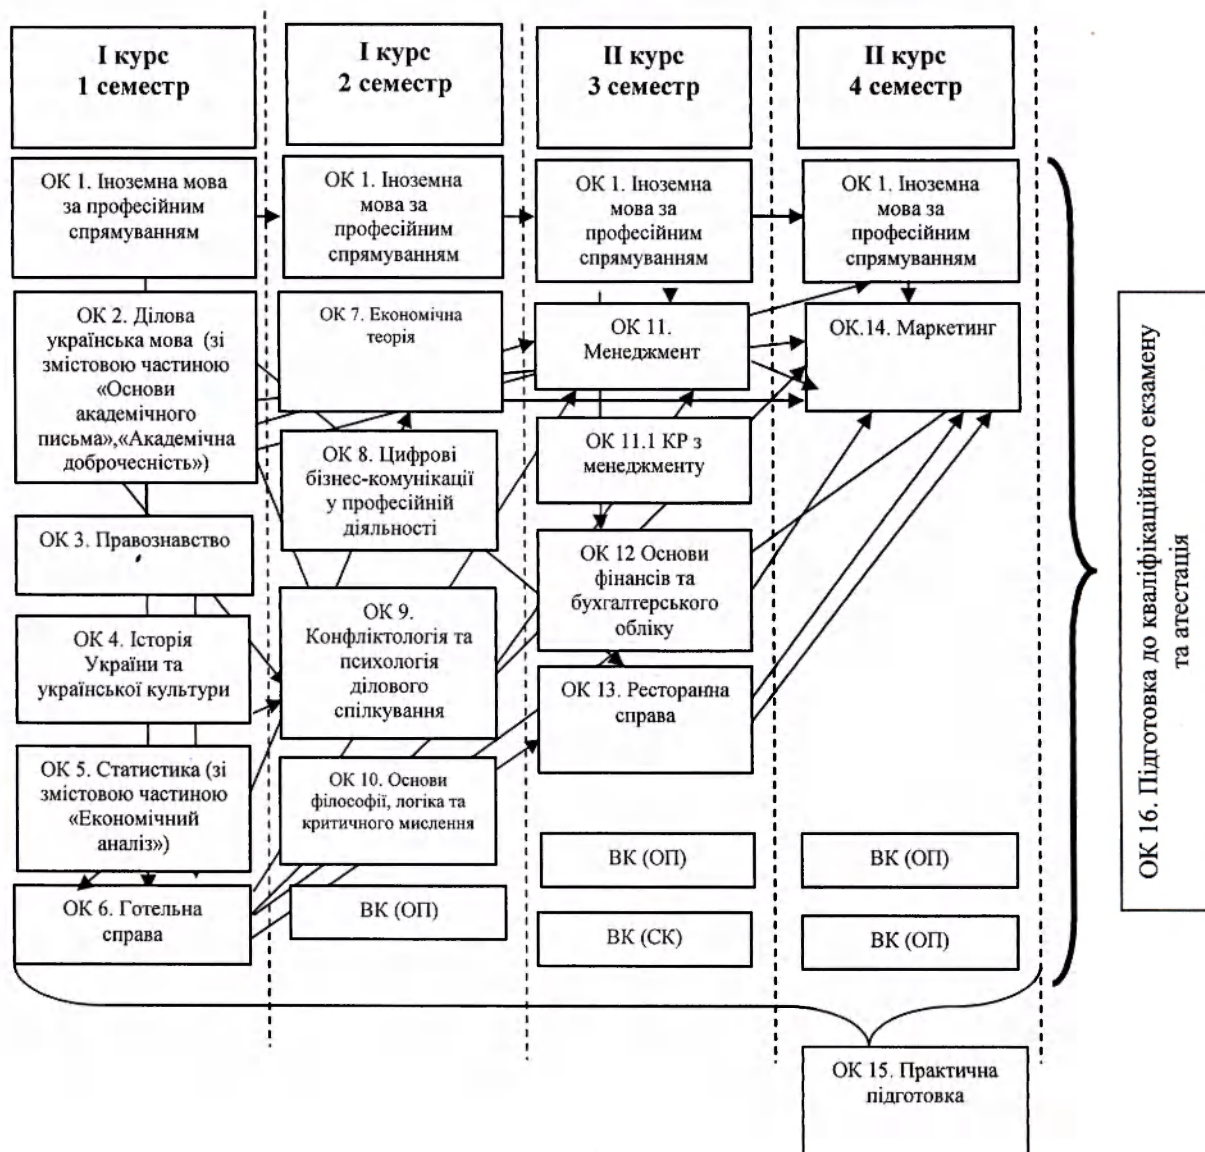 І курс
1 семестр
І курс
2 семестр
ІІ курс
3 семестр
ІІ курс
4 семестр
ОК 1. Іноземна мова
за професійним
спрямуванням
ОК 1. Іноземна
мова за
професійним
спрямуванням
ОК 1. Іноземна
мова за
професійним
спрямуванням
ОК 1. Іноземна
мова за
професійним
спрямуванням
ОК 2. Ділова
українська мова (зі
змістовою частиною
«Основи
академічного
письма»,«Академічна
доброчесність»)
ОК 7. Економічна
теорія
ОК 11.
Менеджмент
ОК.14. Маркетинг
ОК 8. Цифрові
бізнес-комунікації
у професійній
діяльності
ОК 11.1 КР з
менеджменту
ОК 3. Правознавство
ОК 12 Основи
фінансів та
бухгалтерського
обліку
ОК 4. Історія
України та
української культури
ОК 9.
Конфліктологія та
психологія
ділового
спілкування
ОК 13. Ресторанна
справа
ОК 5. Статистика (зі
змістовою частиною
«Економічний
аналіз»)
ОК 10. Основи
філософії, логіка та
критичного мислення
ВК (ОП)
ВК (ОП)
ОК 6. Готельна
справа
ВК (ОП)
ВК (СК)
ВК (ОП)
ОК 15. Практична
підготовка
ОК 16. Підготовка до кваліфікаційного екзамену
та атестація